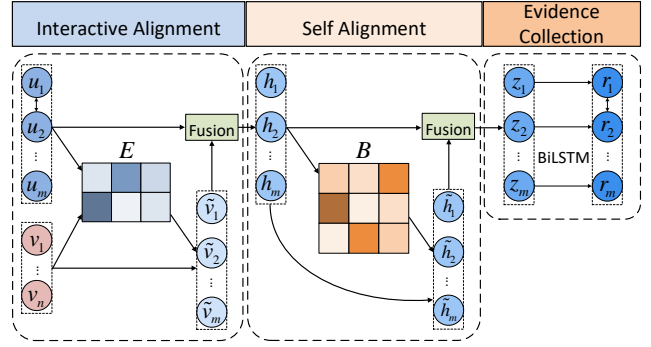 Interactive Alignment
Self Alignment
Evidence
Collection
u₁
u₂
⋮
uₘ
v₁
⋮
vₙ
E
Fusion
ṽ₁
ṽ₂
⋮
ṽₘ
h₁
h₂
⋮
hₘ
B
Fusion
h̃₁
h̃₂
⋮
h̃ₘ
z₁
z₂
⋮
zₘ
BiLSTM
r₁
r₂
⋮
rₘ